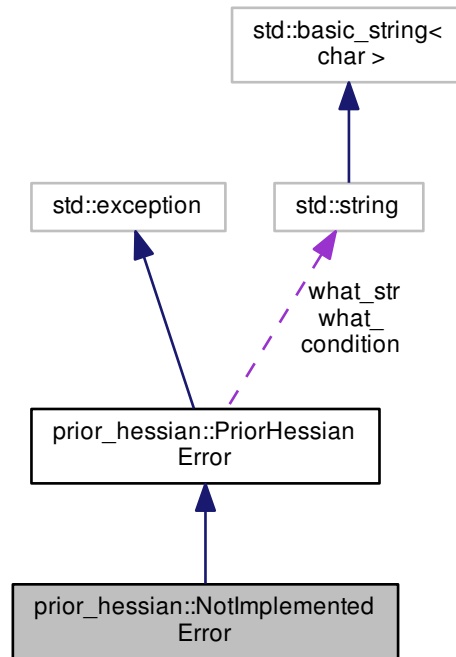 std::basic_string<
char >
std::exception
std::string
what_str
what_
condition
prior_hessian::PriorHessian
Error
prior_hessian::NotImplemented
Error